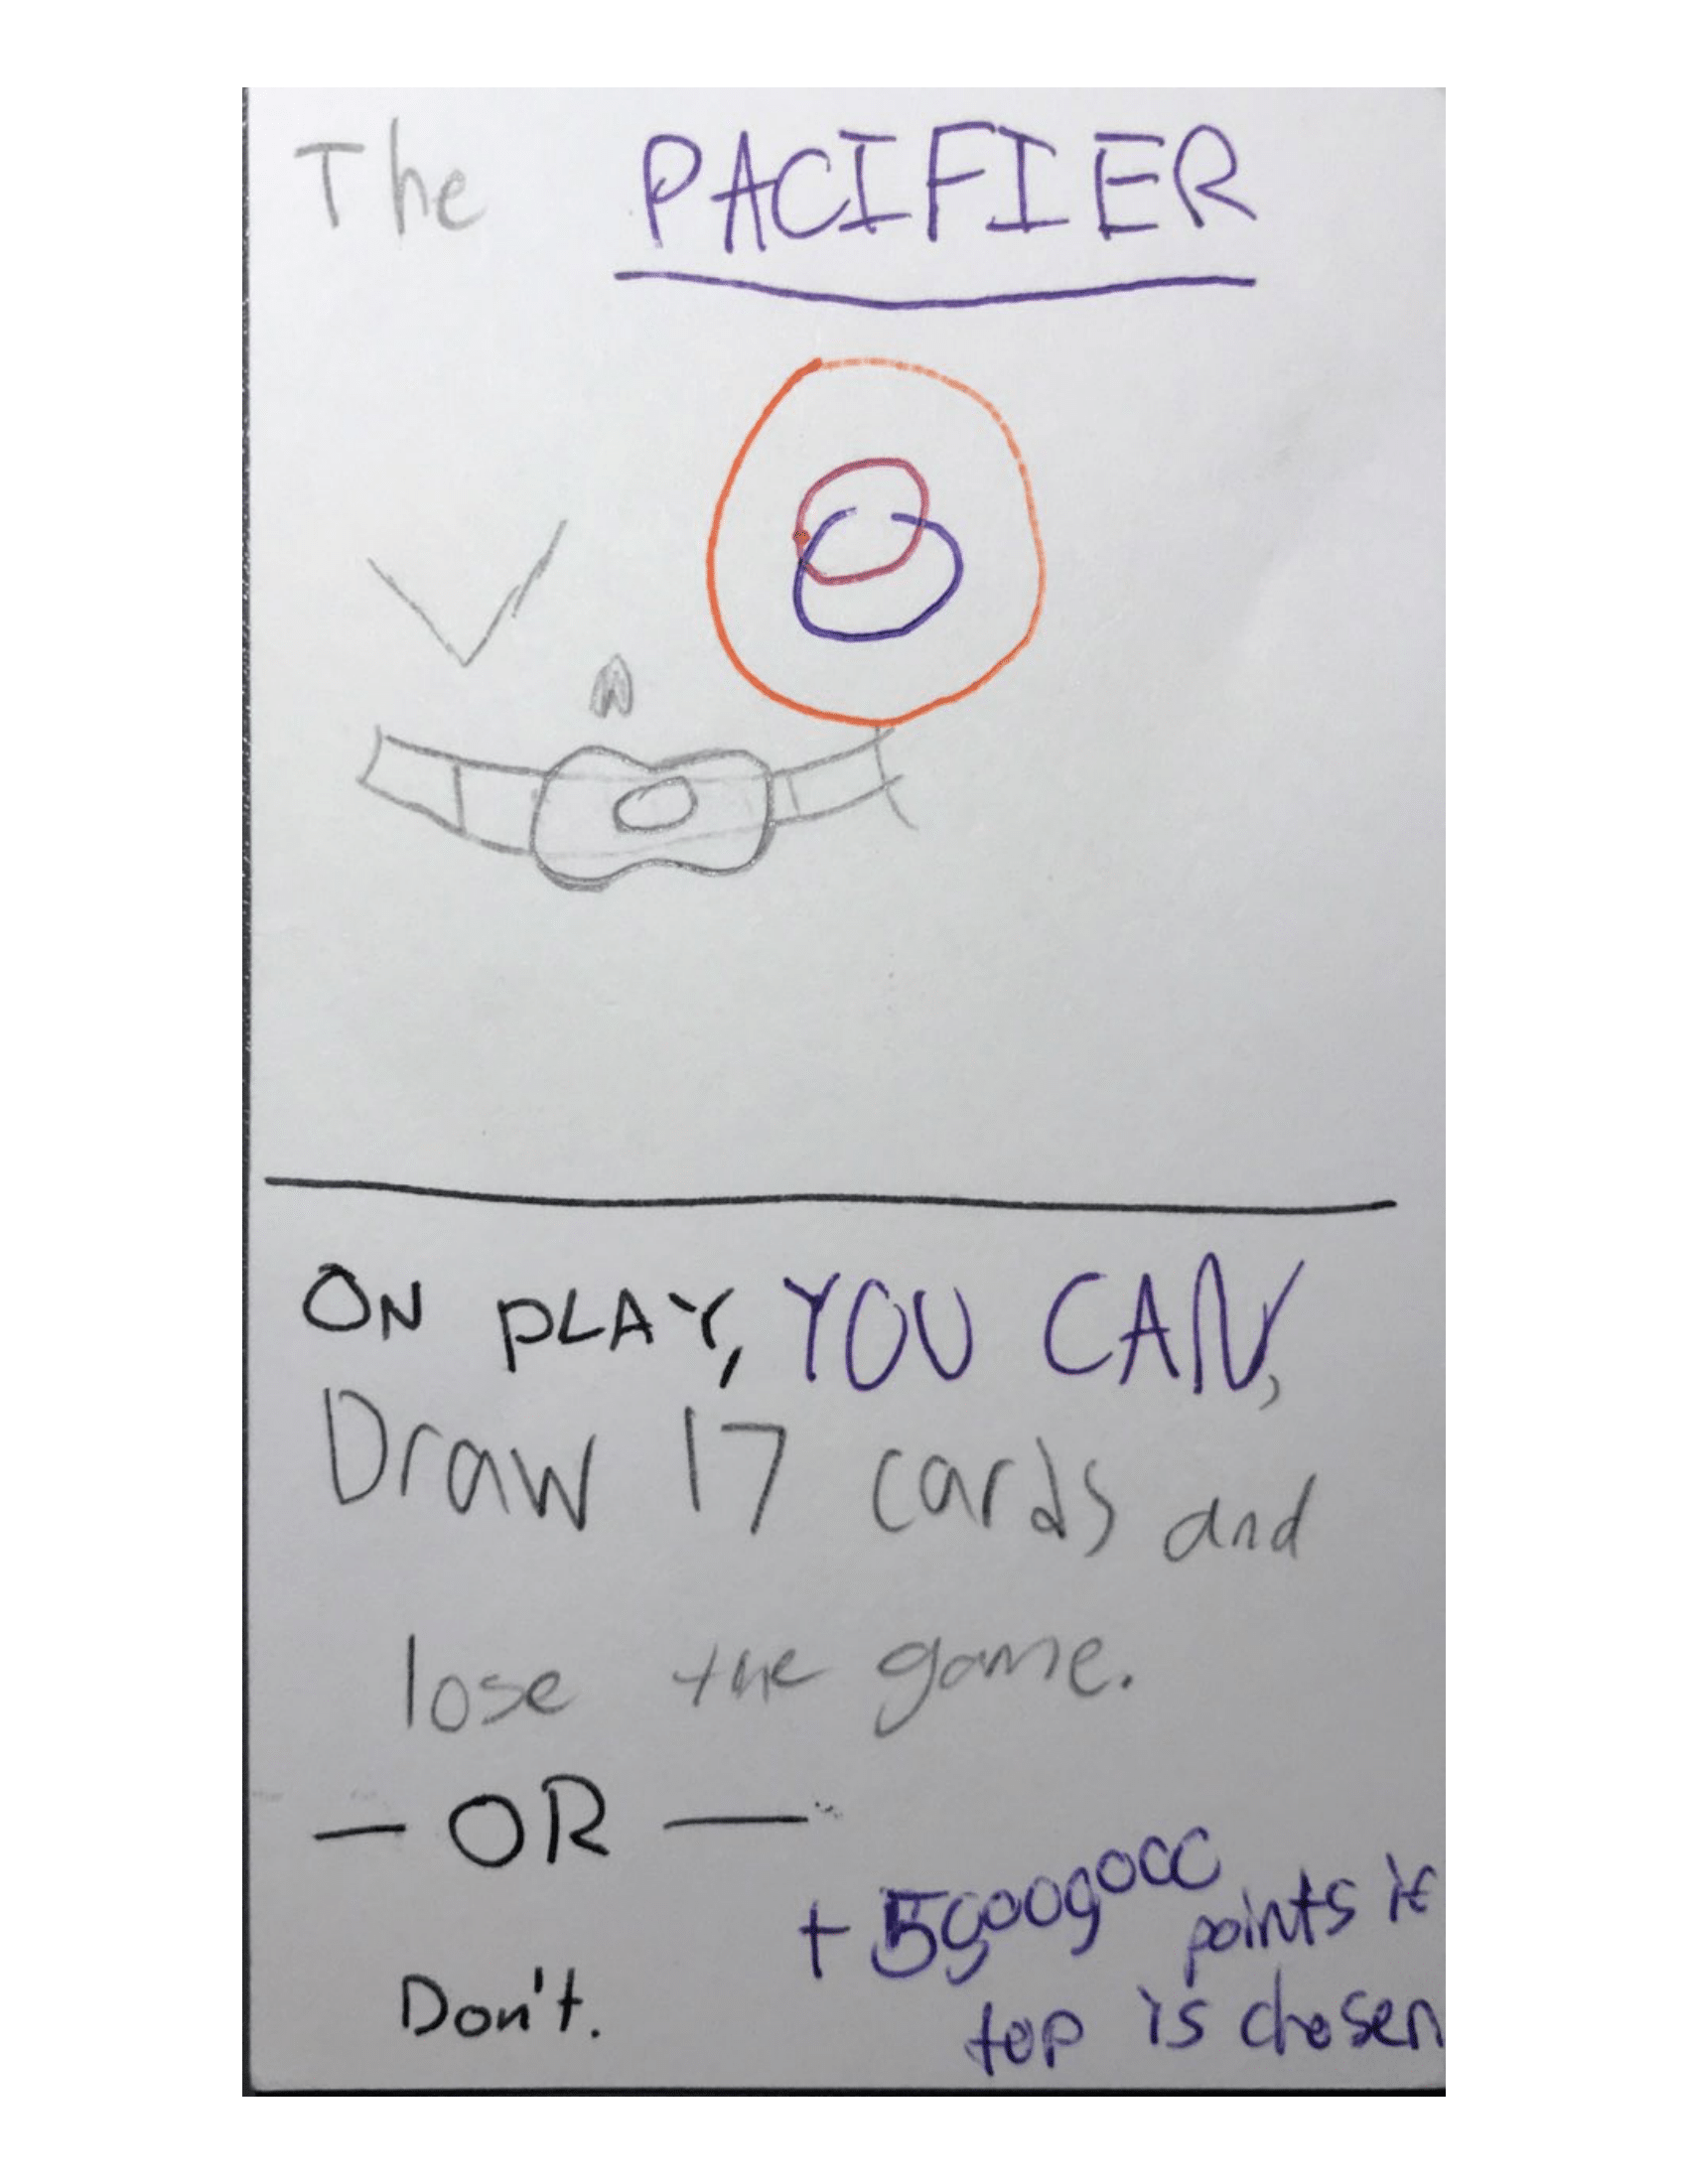 The PACIFIER
ON PLAY, YOU CAN,
Draw 17 cards and
lose the game.
— OR —
+ points if
Don't. top is chosen